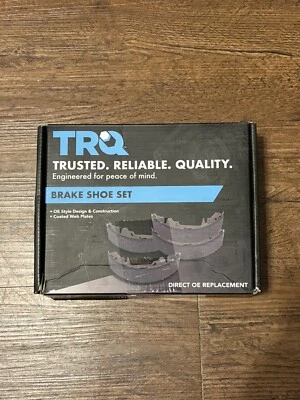 TRQ
TRUSTED. RELIABLE. QUALITY.
Engineered for peace of mind.
BRAKE SHOE SET
• OE Style Design & Construction
• Coated Web Plates
DIRECT OE REPLACEMENT